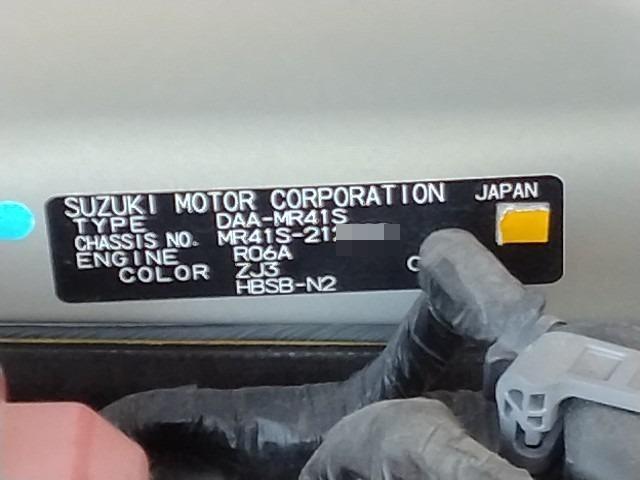 SUZUKI MOTOR CORPORATION JAPAN
TYPE DAA-MR41S
CHASSIS NO. MR41S-21
ENGINE R06A
COLOR ZJ3
HBSB-N2